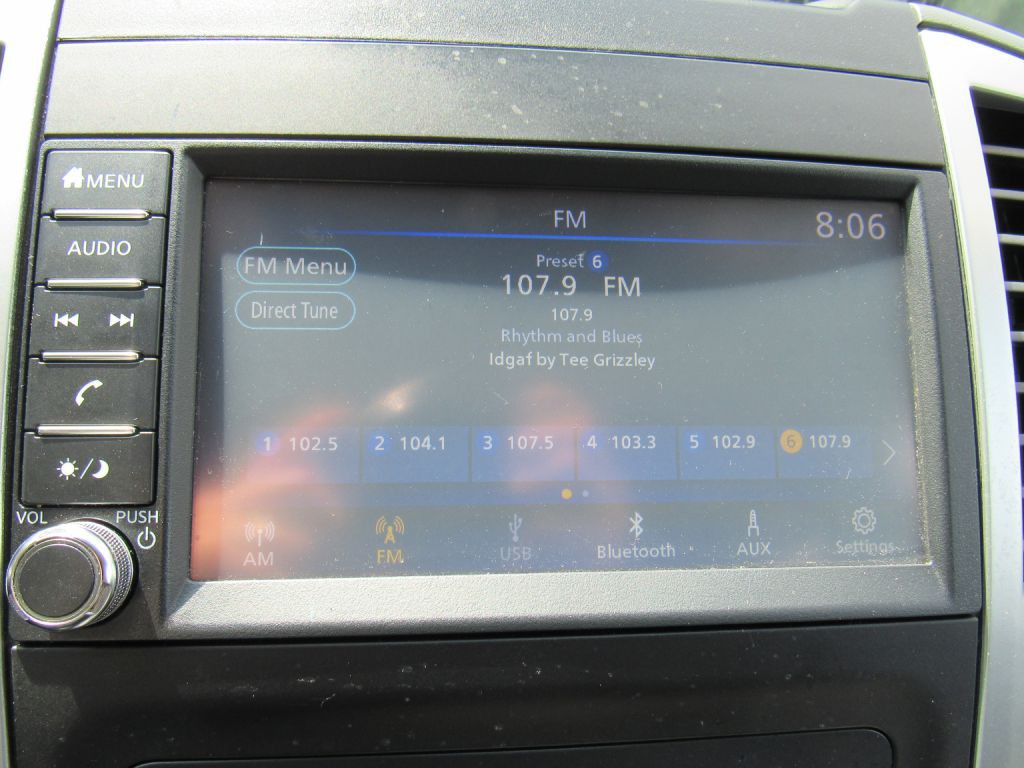 MENU
AUDIO
VOL
PUSH
FM
8:06
FM Menu
Direct Tune
Preset 6
107.9 FM
107.9
Rhythm and Blues
Idgaf by Tee Grizzley
1 102.5 2 104.1 3 107.5 4 103.3 5 102.9 6 107.9
AM FM USB Bluetooth AUX Settings